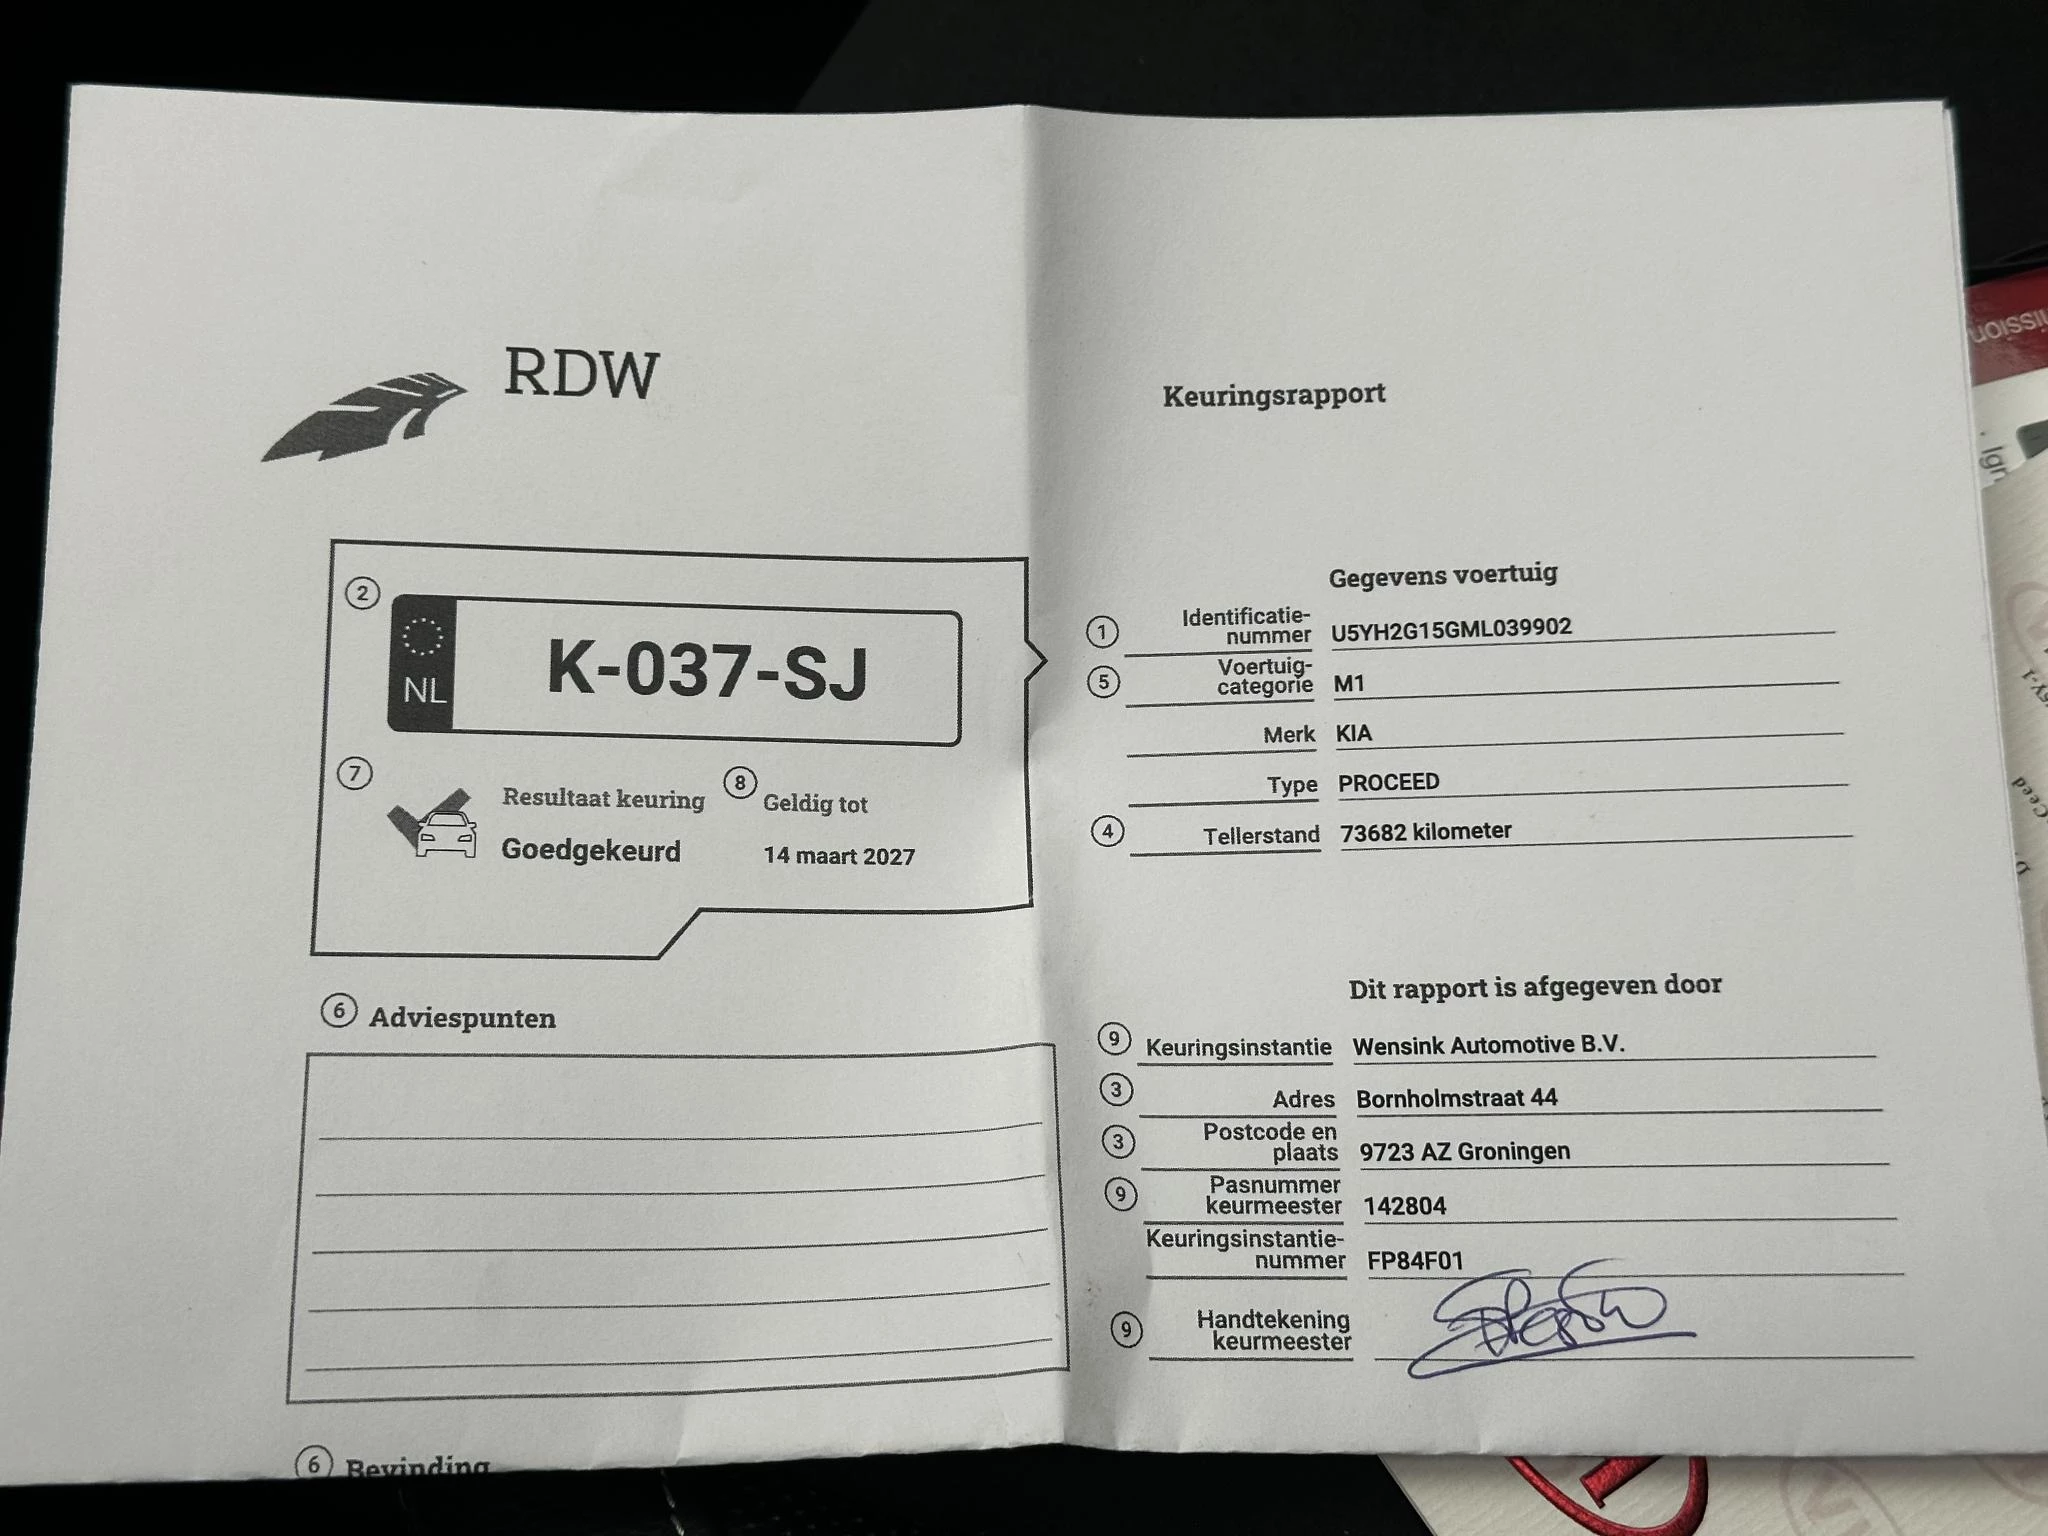 RDW
Keuringsrapport
2
NL
K-037-SJ
7
Resultaat keuring
8
Geldig tot
Goedgekeurd
14 maart 2027
6 Adviespunten
6 Bevinding
Gegevens voertuig
1 Identificatie-
nummer U5YH2G15GML039902
5 Voertuig-
categorie M1
Merk KIA
Type PROCEED
4 Tellerstand 73682 kilometer
Dit rapport is afgegeven door
9 Keuringsinstantie Wensink Automotive B.V.
3 Adres Bornholmstraat 44
3 Postcode en
plaats 9723 AZ Groningen
9 Pasnummer
keurmeester 142804
Keuringsinstantie-
nummer FP84F01
9 Handtekening
keurmeester
ission
Ign
Ceed